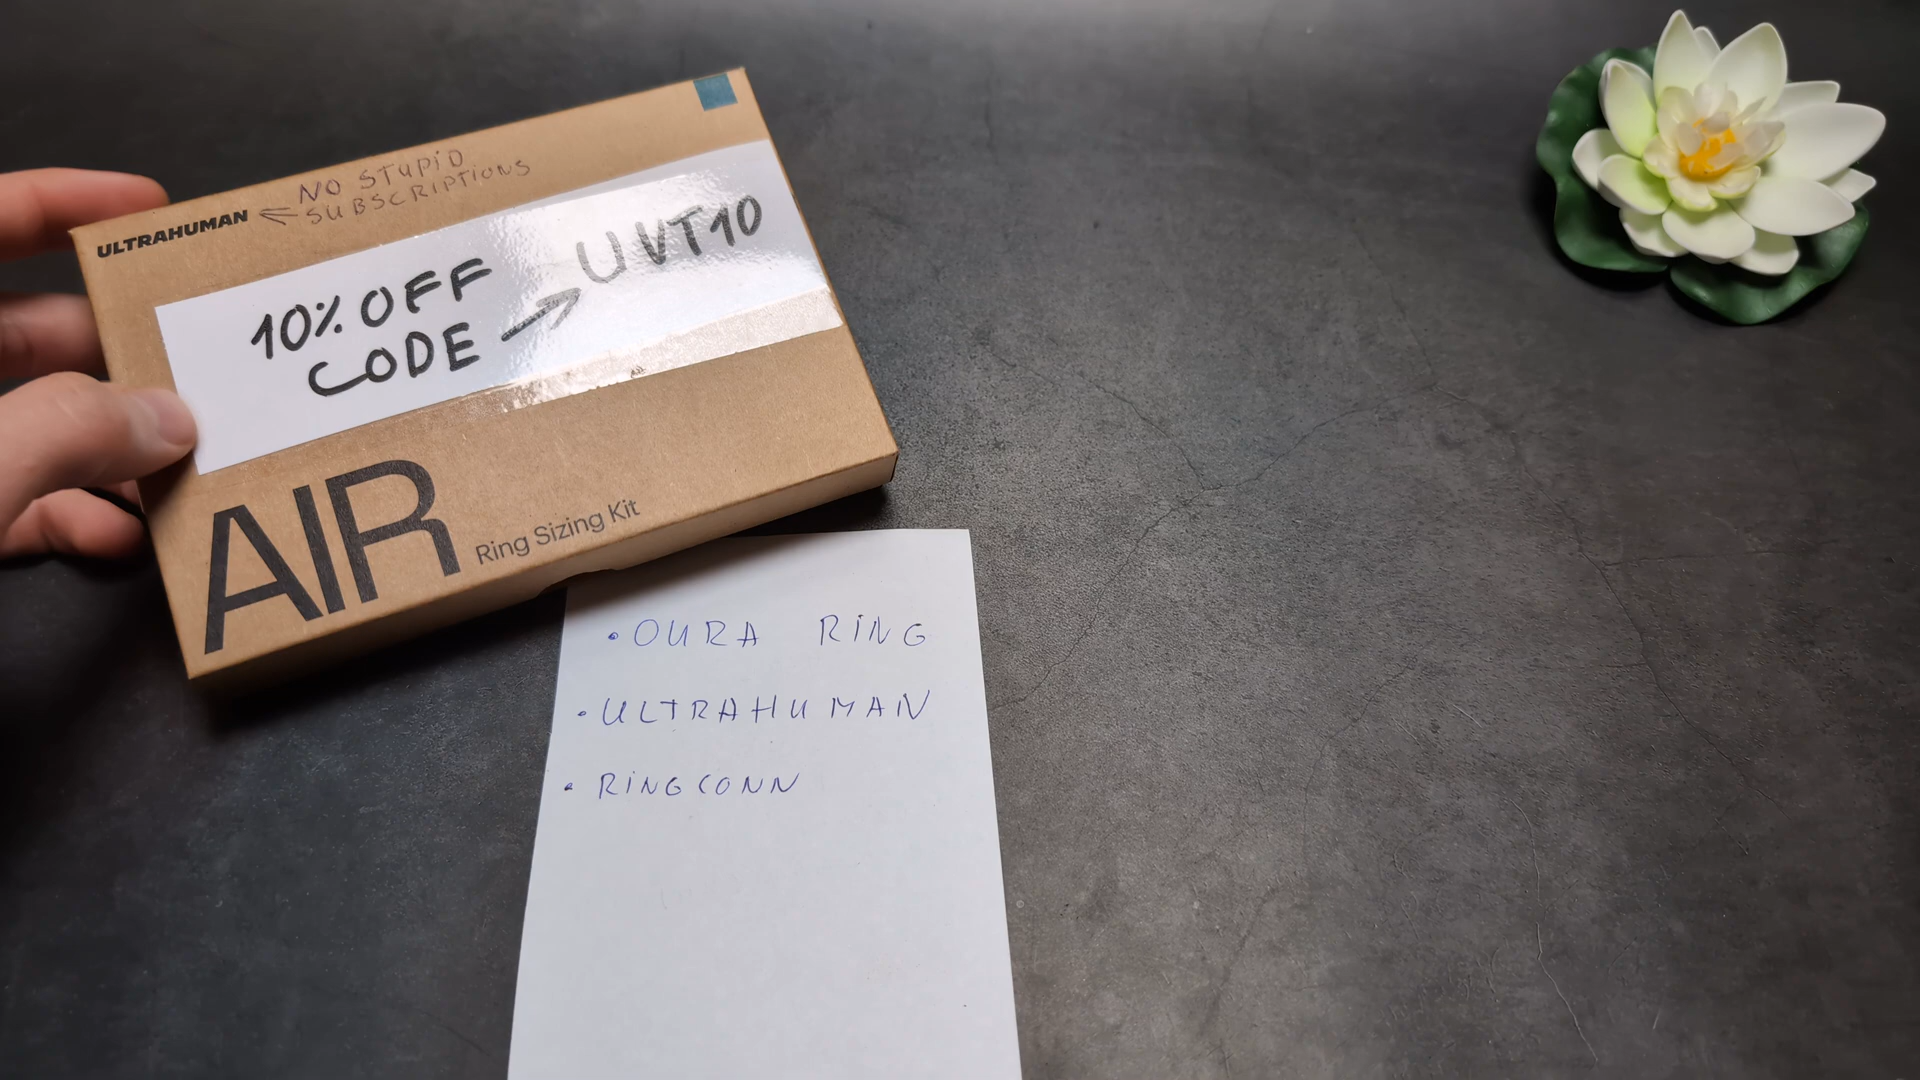 NO STUPID
SUBSCRIPTIONS
ULTRAHUMAN
10% OFF
CODE → UVT10
AIR
Ring Sizing Kit
• OURA RING
• ULTRAHUMAN
• RINGCONN